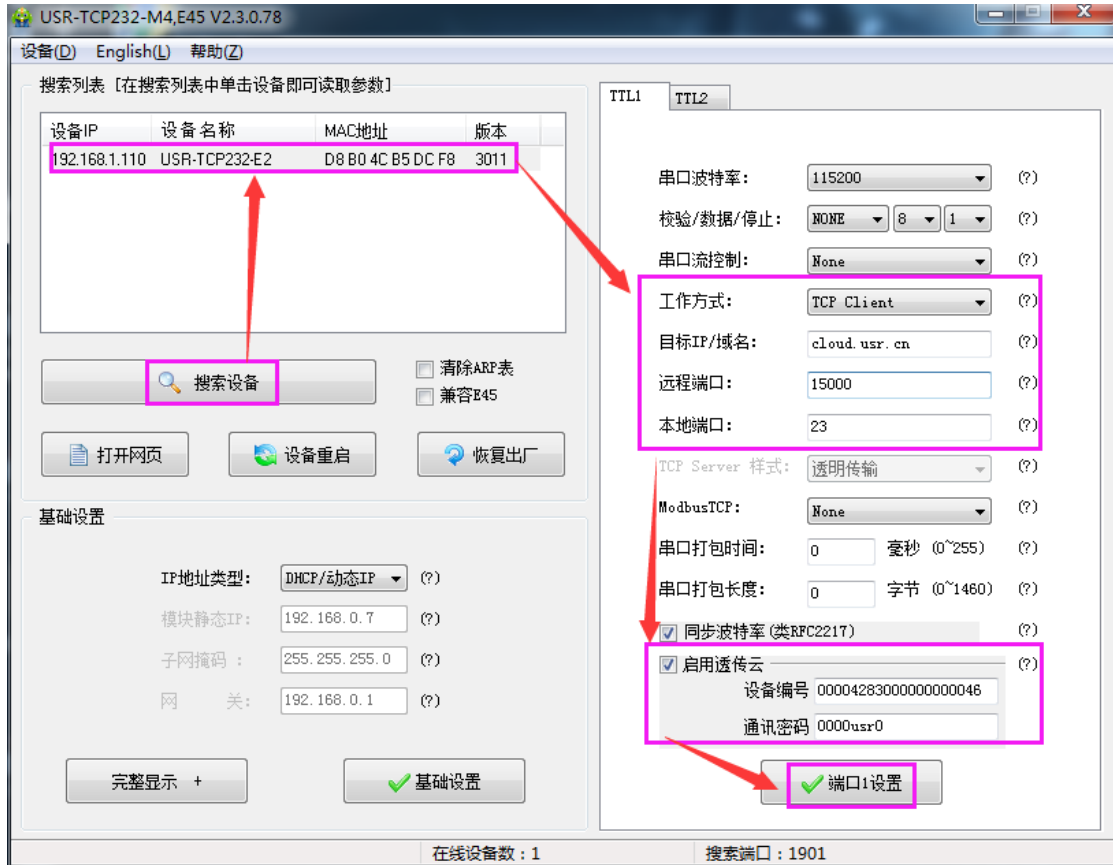 USR-TCP232-M4,E45 V2.3.0.78
设备(D) English(L) 帮助(Z)
搜索列表 [在搜索列表中单击设备即可读取参数]
设备IP 设备名称 MAC地址 版本
192.168.1.110 USR-TCP232-E2 D8 B0 4C B5 DC F8 3011
搜索设备
清除ARP表
兼容E45
打开网页 设备重启 恢复出厂
基础设置
IP地址类型: DHCP/动态IP (?)
模块静态IP: 192.168.0.7 (?)
子网掩码 : 255.255.255.0 (?)
网 关: 192.168.0.1 (?)
完整显示 + 基础设置
TTL1 TTL2
串口波特率: 115200 (?)
校验/数据/停止: NONE 8 1 (?)
串口流控制: None (?)
工作方式: TCP Client (?)
目标IP/域名: cloud.usr.cn (?)
远程端口: 15000 (?)
本地端口: 23 (?)
TCP Server 样式: 透明传输 (?)
ModbusTCP: None (?)
串口打包时间: 0 毫秒 (0~255) (?)
串口打包长度: 0 字节 (0~1460) (?)
同步波特率(类RFC2217) (?)
启用透传云 (?)
设备编号 00004283000000000046
通讯密码 0000usr0
端口1设置
在线设备数:1 搜索端口:1901